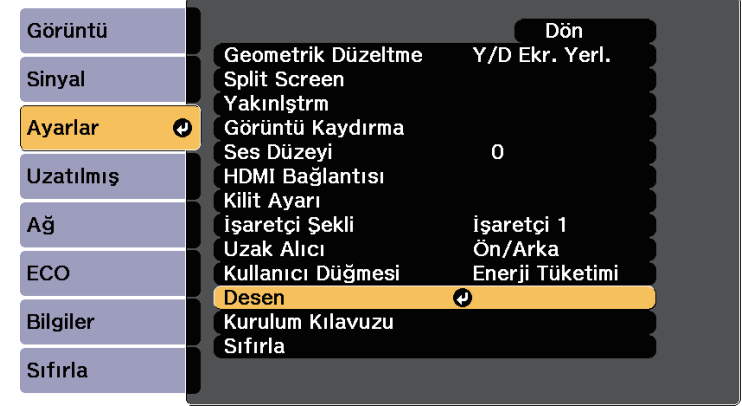 Görüntü
Sinyal
Ayarlar
Uzatılmış
Ağ
ECO
Bilgiler
Sıfırla
Dön
Geometrik Düzeltme Y/D Ekr. Yerl.
Split Screen
Yakınlştrm
Görüntü Kaydırma
Ses Düzeyi 0
HDMI Bağlantısı
Kilit Ayarı
İşaretçi Şekli İşaretçi 1
Uzak Alıcı Ön/Arka
Kullanıcı Düğmesi Enerji Tüketimi
Desen
Kurulum Kılavuzu
Sıfırla